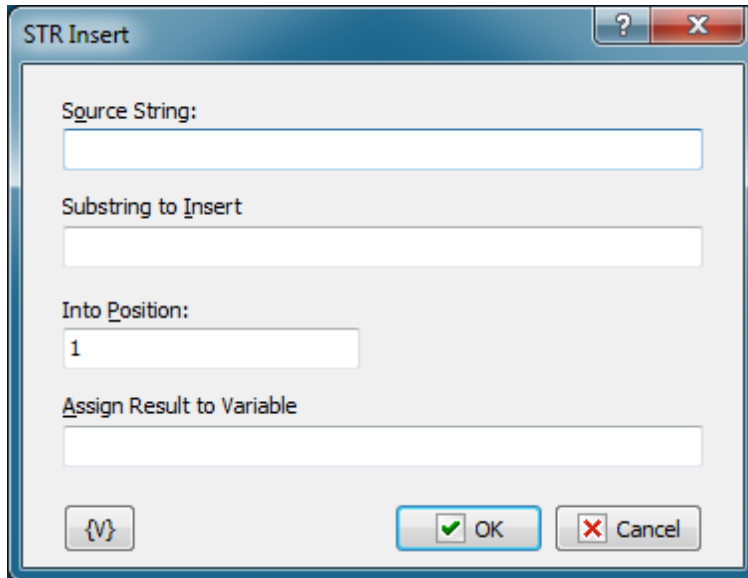 STR Insert
?
Source String:
Substring to Insert
Into Position:
1
Assign Result to Variable
{V}
OK
Cancel